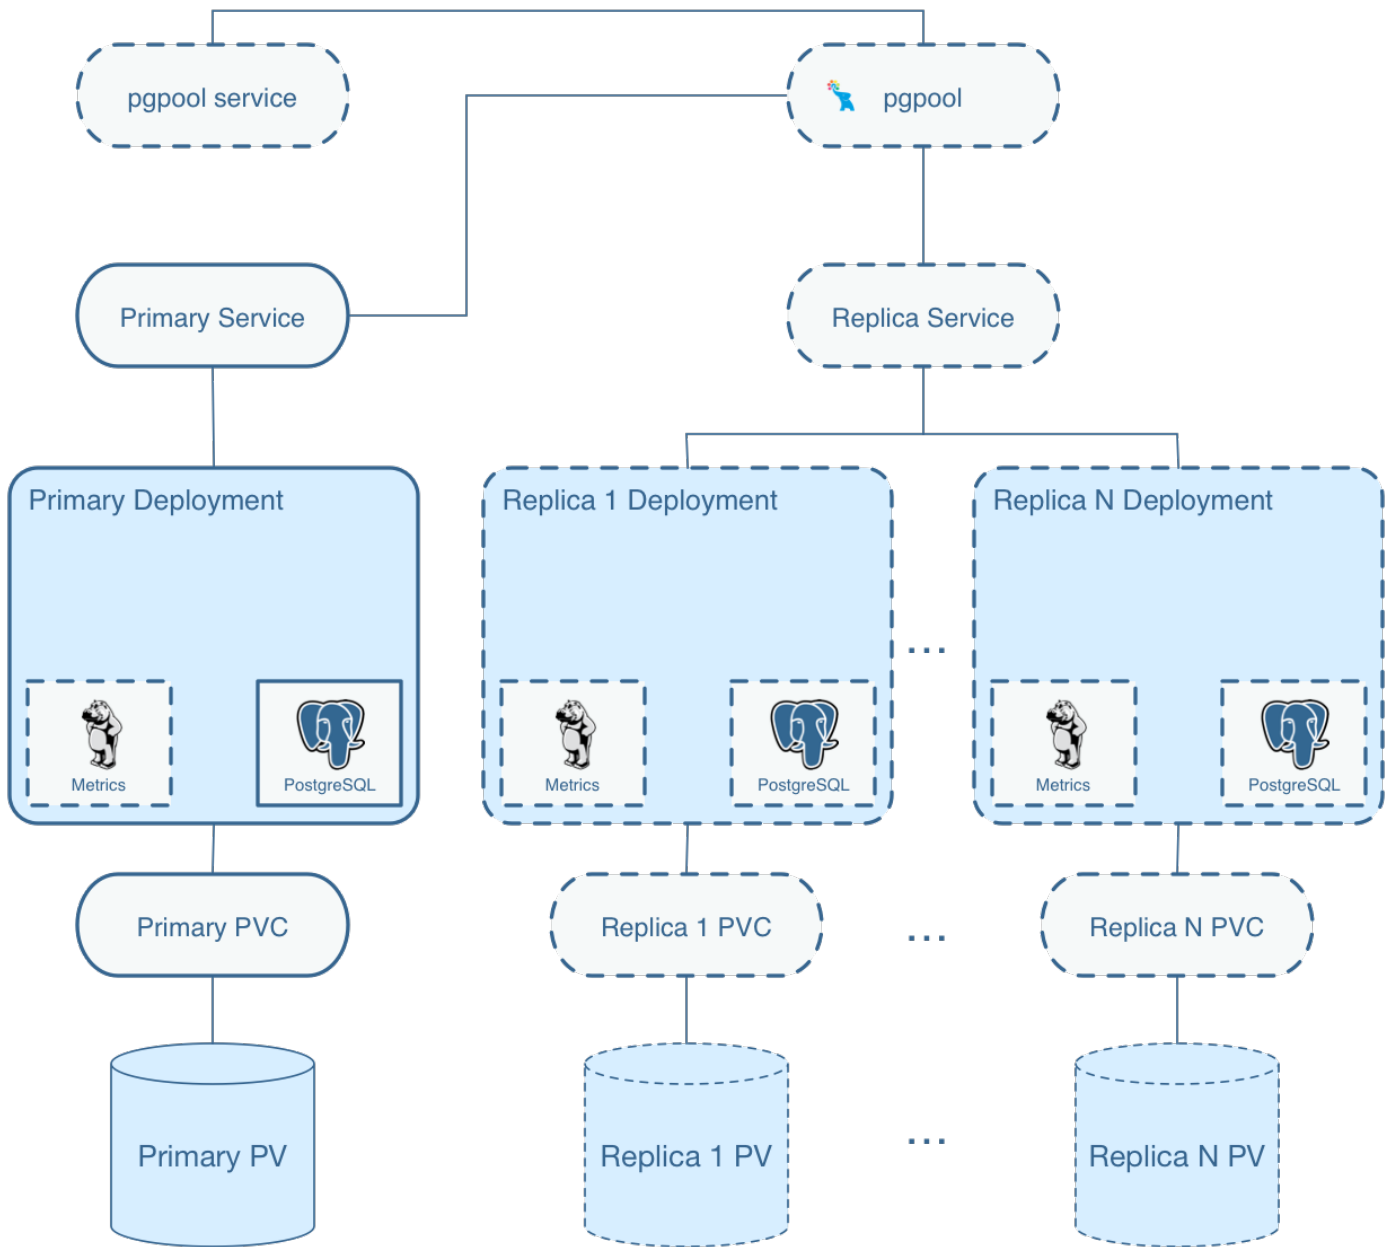 pgpool service
pgpool
Primary Service
Replica Service
Primary Deployment
Replica 1 Deployment
Replica N Deployment
...
Metrics
PostgreSQL
Metrics
PostgreSQL
Metrics
PostgreSQL
Primary PVC
Replica 1 PVC
...
Replica N PVC
Primary PV
Replica 1 PV
...
Replica N PV